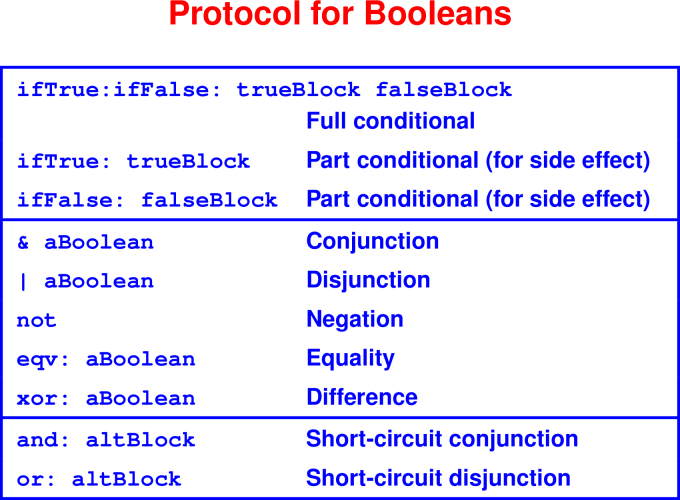 Protocol for Booleans
ifTrue:ifFalse: trueBlock falseBlock
Full conditional
ifTrue: trueBlock Part conditional (for side effect)
ifFalse: falseBlock Part conditional (for side effect)
& aBoolean Conjunction
| aBoolean Disjunction
not Negation
eqv: aBoolean Equality
xor: aBoolean Difference
and: altBlock Short-circuit conjunction
or: altBlock Short-circuit disjunction